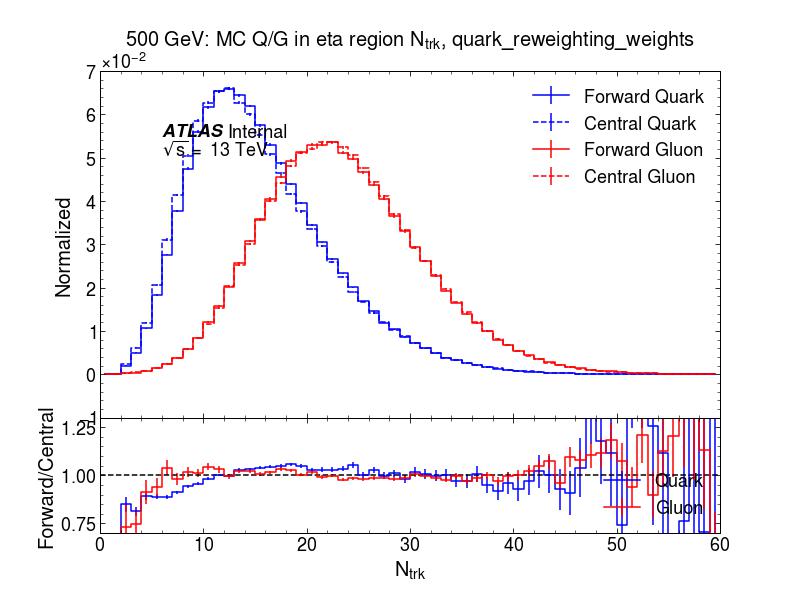 500 GeV: MC Q/G in eta region N_trk, quark_reweighting_weights
×10⁻²
7
6
5
4
3
2
1
0
−1
Normalized
ATLAS Internal
√s = 13 TeV
Forward Quark
Central Quark
Forward Gluon
Central Gluon
1.25
1.00
0.75
Forward/Central
Quark
Gluon
0 10 20 30 40 50 60
N_trk